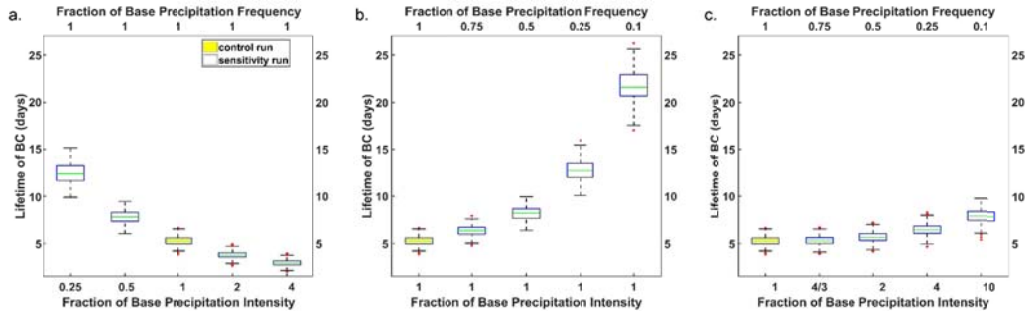 a.
Fraction of Base Precipitation Frequency
1 1 1 1 1
control run
sensitivity run
Lifetime of BC (days)
25 25
20 20
15 15
10 10
5 5
0.25 0.5 1 2 4
Fraction of Base Precipitation Intensity
b.
Fraction of Base Precipitation Frequency
1 0.75 0.5 0.25 0.1
Lifetime of BC (days)
25 25
20 20
15 15
10 10
5 5
1 1 1 1 1
Fraction of Base Precipitation Intensity
c.
Fraction of Base Precipitation Frequency
1 0.75 0.5 0.25 0.1
Lifetime of BC (days)
25 25
20 20
15 15
10 10
5 5
1 4/3 2 4 10
Fraction of Base Precipitation Intensity